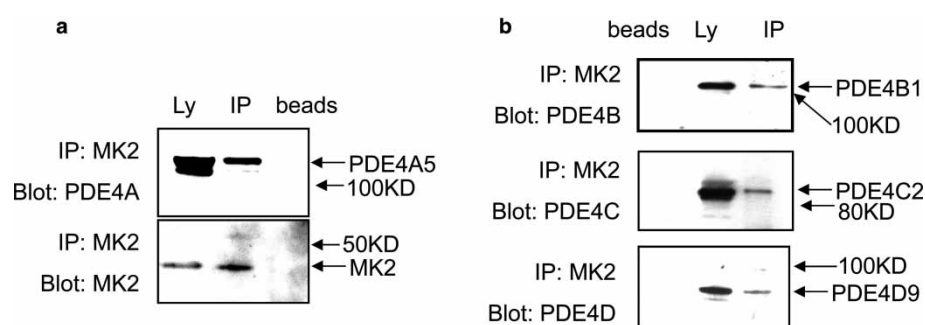 a
Ly IP beads
IP: MK2
Blot: PDE4A
PDE4A5
100KD
IP: MK2
Blot: MK2
50KD
MK2
b
beads Ly IP
IP: MK2
Blot: PDE4B
PDE4B1
100KD
IP: MK2
Blot: PDE4C
PDE4C2
80KD
IP: MK2
Blot: PDE4D
100KD
PDE4D9